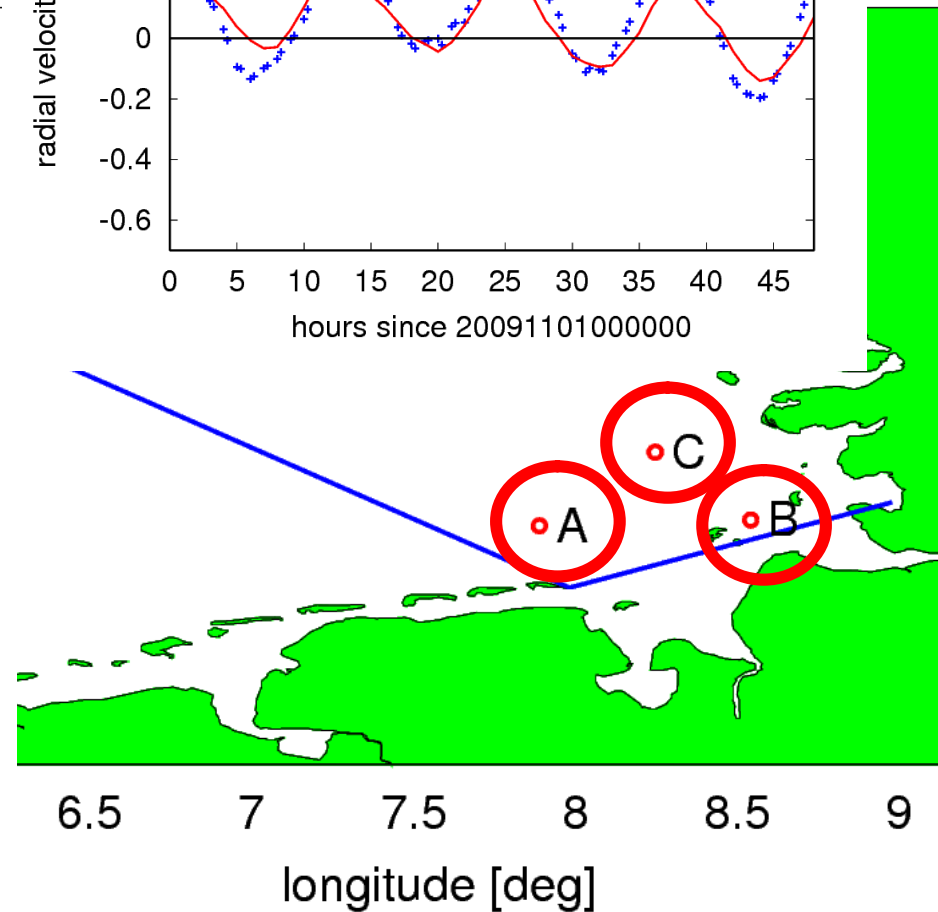 radial velocit
0
-0.2
-0.4
-0.6
0 5 10 15 20 25 30 35 40 45
hours since 20091101000000
C
A
B
6.5 7 7.5 8 8.5 9
longitude [deg]